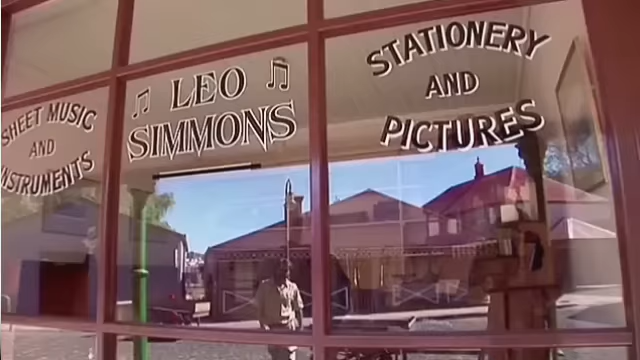 SHEET MUSIC
AND
INSTRUMENTS
LEO
SIMMONS
STATIONERY
AND
PICTURES